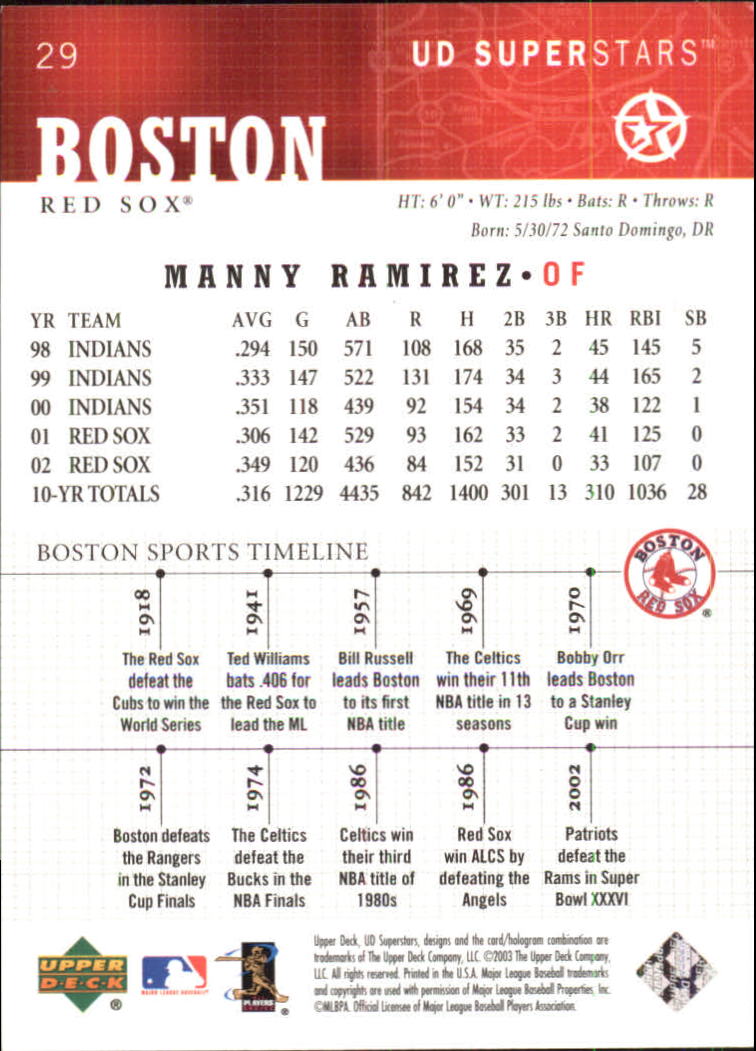 29
UD SUPERSTARS™
BOSTON
RED SOX®
HT: 6' 0" • WT: 215 lbs • Bats: R • Throws: R
Born: 5/30/72 Santo Domingo, DR
MANNY RAMIREZ • OF
YR TEAM AVG G AB R H 2B 3B HR RBI SB
98 INDIANS .294 150 571 108 168 35 2 45 145 5
99 INDIANS .333 147 522 131 174 34 3 44 165 2
00 INDIANS .351 118 439 92 154 34 2 38 122 1
01 RED SOX .306 142 529 93 162 33 2 41 125 0
02 RED SOX .349 120 436 84 152 31 0 33 107 0
10-YR TOTALS .316 1229 4435 842 1400 301 13 310 1036 28
BOSTON SPORTS TIMELINE
BOSTON
RED SOX
®
1918
The Red Sox
defeat the
Cubs to win the
World Series
1941
Ted Williams
bats .406 for
the Red Sox to
lead the ML
1957
Bill Russell
leads Boston
to its first
NBA title
1969
The Celtics
win their 11th
NBA title in 13
seasons
1970
Bobby Orr
leads Boston
to a Stanley
Cup win
1972
Boston defeats
the Rangers
in the Stanley
Cup Finals
1974
The Celtics
defeat the
Bucks in the
NBA Finals
1986
Celtics win
their third
NBA title of
1980s
1986
Red Sox
win ALCS by
defeating the
Angels
2002
Patriots
defeat the
Rams in Super
Bowl XXXVI
UPPER
DECK
®
MAJOR LEAGUE BASEBALL®
PLAYERS
CHOICE
®
Upper Deck, UD Superstars, designs and the card/hologram combination are
trademarks of The Upper Deck Company, LLC. ©2003 The Upper Deck Company,
LLC. All rights reserved. Printed in the U.S.A. Major League Baseball trademarks
and copyrights are used with permission of Major League Baseball Properties, Inc.
©MLBPA. Official Licensee of Major League Baseball Players Association.